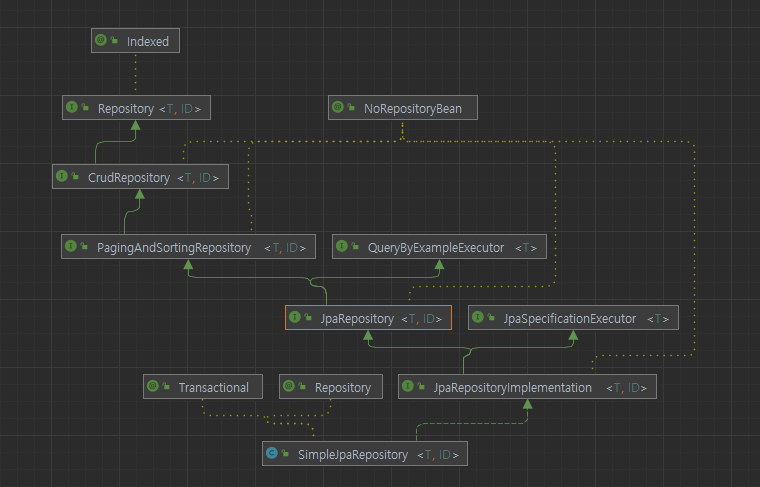 Indexed
Repository <T, ID>
NoRepositoryBean
CrudRepository <T, ID>
PagingAndSortingRepository <T, ID>
QueryByExampleExecutor <T>
JpaRepository <T, ID>
JpaSpecificationExecutor <T>
Transactional
Repository
JpaRepositoryImplementation <T, ID>
SimpleJpaRepository <T, ID>